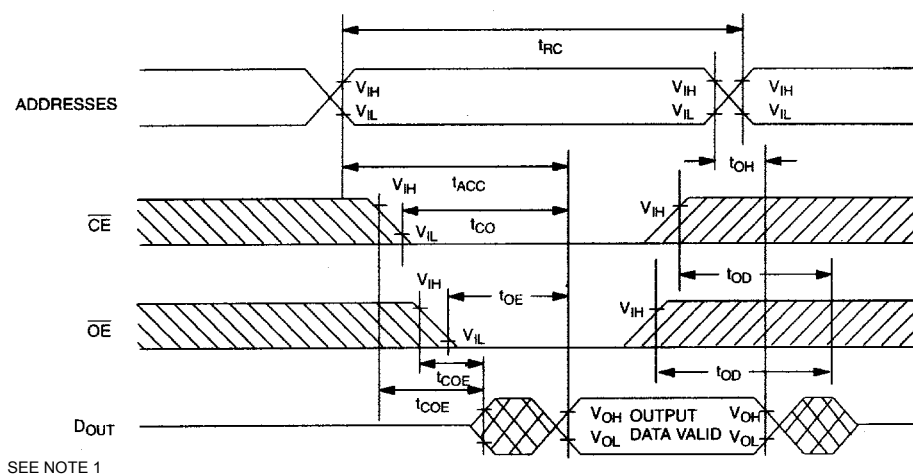 tRC
ADDRESSES
VIH
VIL
VIH
VIL
VIH
VIL
tOH
tACC
CE
VIH
VIL
tCO
VIH
tOD
OE
VIH
VIL
tOE
VIH
tCOE
tCOE
tOD
DOUT
VOH OUTPUT VOH
VOL DATA VALID VOL
SEE NOTE 1